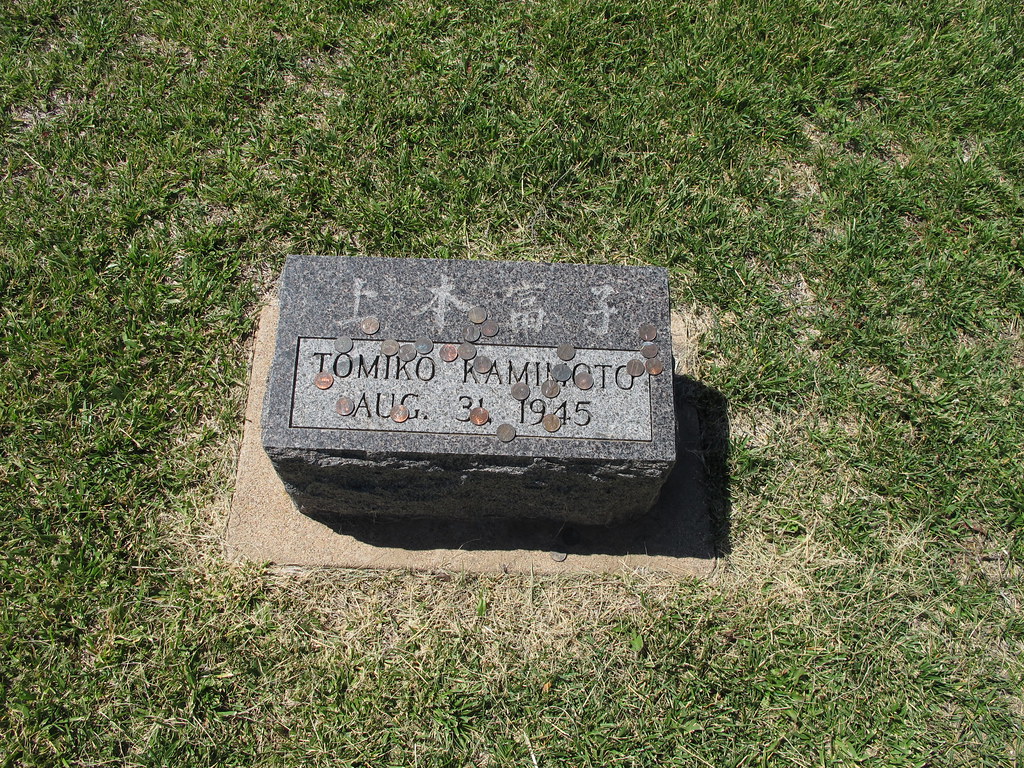 上本富子
TOMIKO KAMIMOTO
AUG. 31, 1945